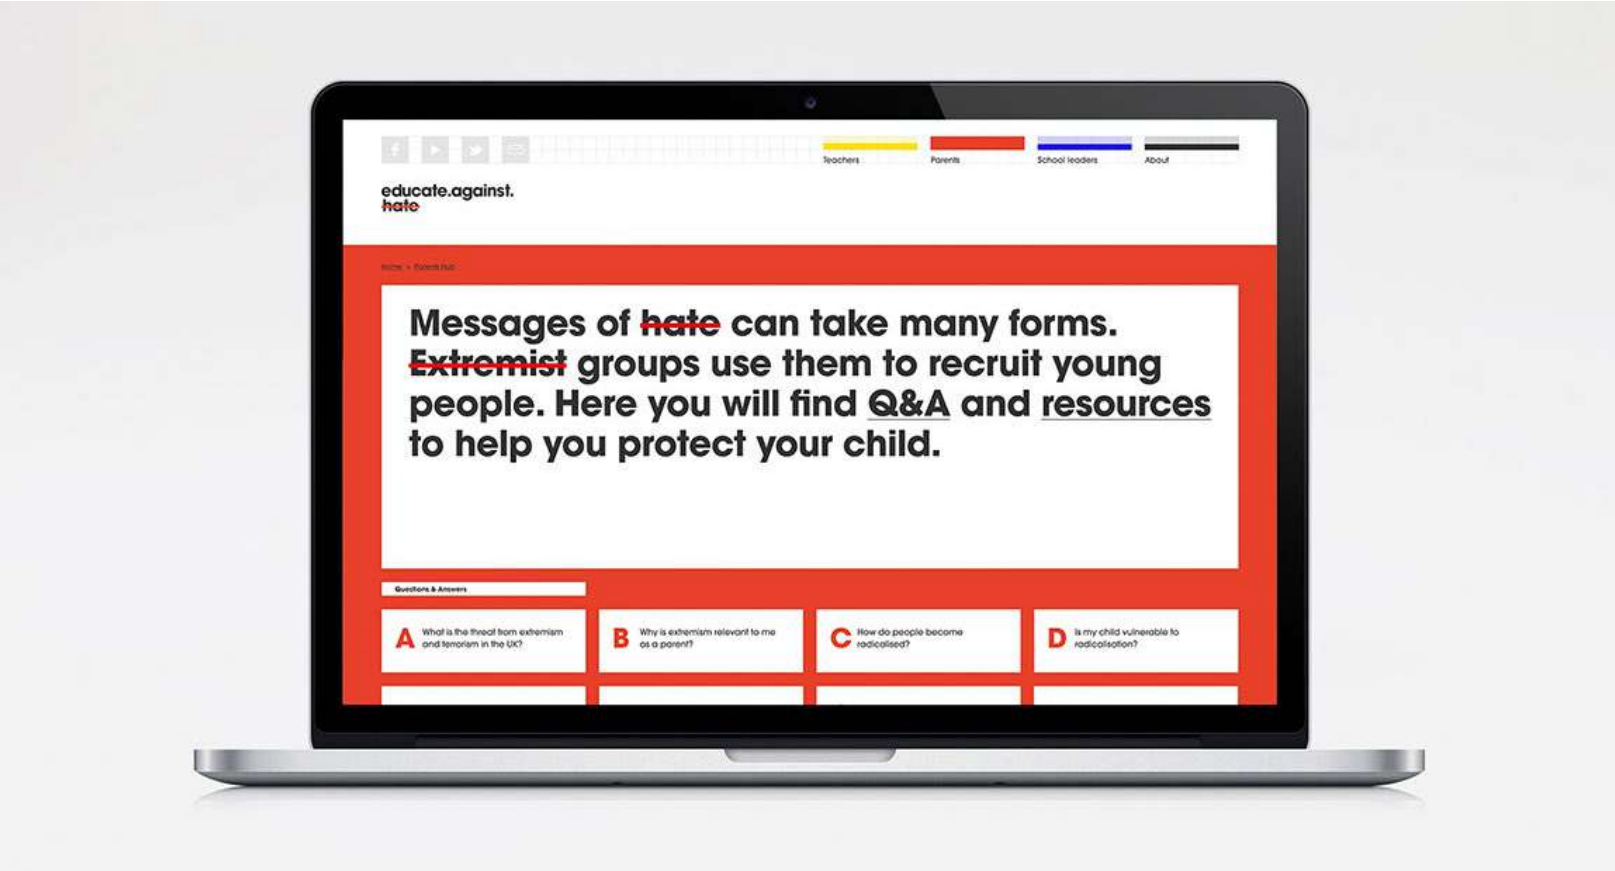 Teachers
Parents
School leaders
About
educate.against.
hate
Home > Parent Hub
Messages of hate can take many forms.
Extremist groups use them to recruit young
people. Here you will find Q&A and resources
to help you protect your child.
Questions & Answers
A What is the threat from extremism
and terrorism in the UK?
B Why is extremism relevant to me
as a parent?
C How do people become
radicalised?
D Is my child vulnerable to
radicalisation?